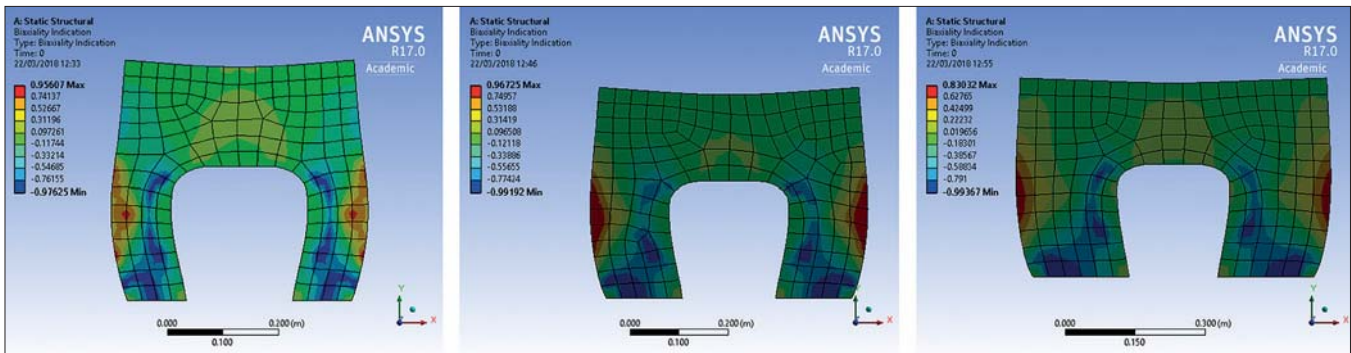 A: Static Structural
Biaxiality Indication
Type: Biaxiality Indication
Time: 0
22/03/2018 12:33
0.95607 Max
0.74137
0.52667
0.31196
0.097261
-0.11744
-0.33214
-0.54685
-0.76155
-0.97625 Min
ANSYS
R17.0
Academic
0.000
0.200 (m)
0.100
Y
X
A: Static Structural
Biaxiality Indication
Type: Biaxiality Indication
Time: 0
22/03/2018 12:46
0.96725 Max
0.74957
0.53188
0.31419
0.096508
-0.12118
-0.33886
-0.55655
-0.77424
-0.99192 Min
ANSYS
R17.0
Academic
0.000
0.200 (m)
0.100
Y
X
A: Static Structural
Biaxiality Indication
Type: Biaxiality Indication
Time: 0
22/03/2018 12:55
0.83032 Max
0.62765
0.42499
0.22232
0.019656
-0.18301
-0.38567
-0.58834
-0.791
-0.99367 Min
ANSYS
R17.0
Academic
0.000
0.300 (m)
0.150
Y
X